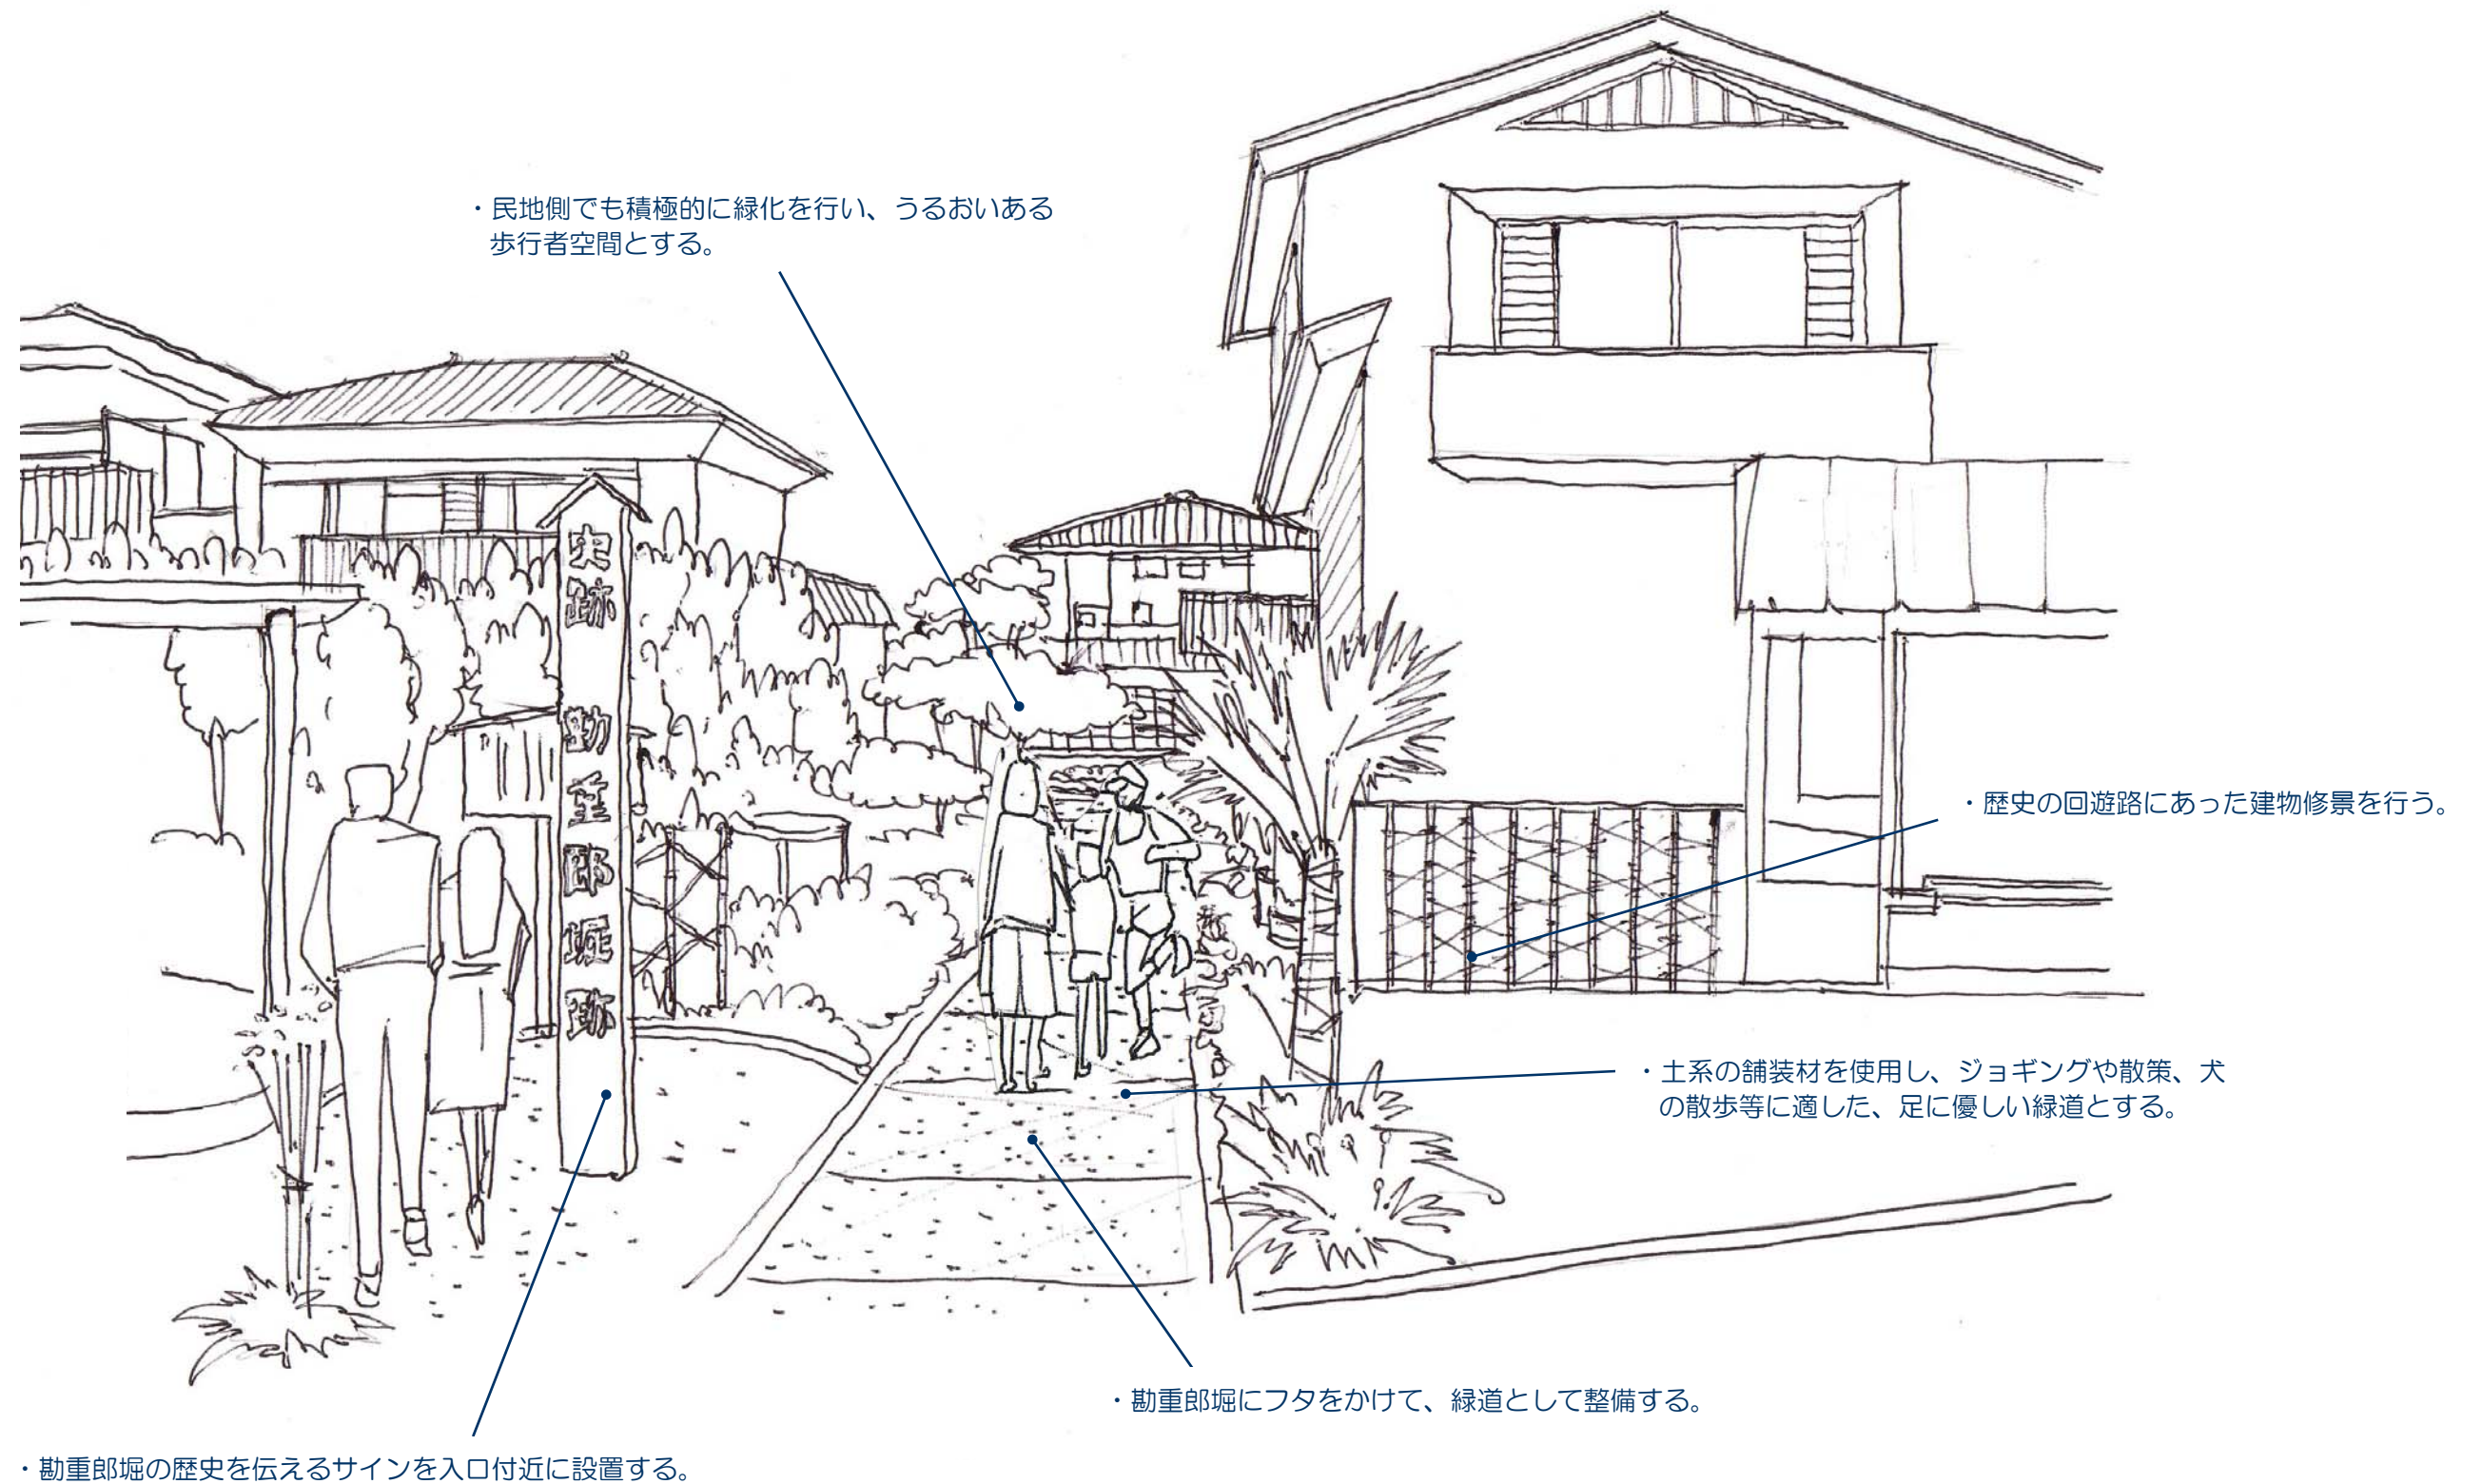 ・民地側でも積極的に緑化を行い、うるおいある
歩行者空間とする。
史跡 勘重郎堀跡
・歴史の回遊路にあった建物修景を行う。
・土系の舗装材を使用し、ジョギングや散策、犬
の散歩等に適した、足に優しい緑道とする。
・勘重郎堀にフタをかけて、緑道として整備する。
・勘重郎堀の歴史を伝えるサインを入口付近に設置する。